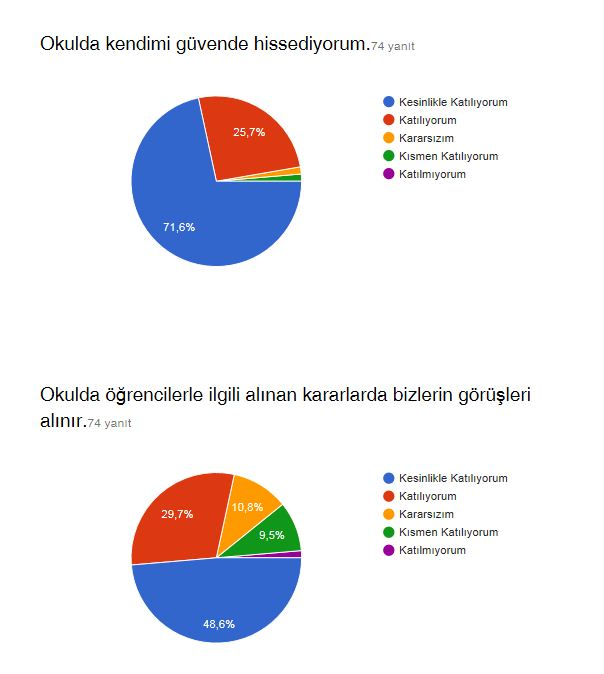 Okulda kendimi güvende hissediyorum.74 yanıt
25,7%
71,6%
Kesinlikle Katılıyorum
Katılıyorum
Kararsızım
Kısmen Katılıyorum
Katılmıyorum
Okulda öğrencilerle ilgili alınan kararlarda bizlerin görüşleri
alınır.74 yanıt
29,7%
10,8%
9,5%
48,6%
Kesinlikle Katılıyorum
Katılıyorum
Kararsızım
Kısmen Katılıyorum
Katılmıyorum